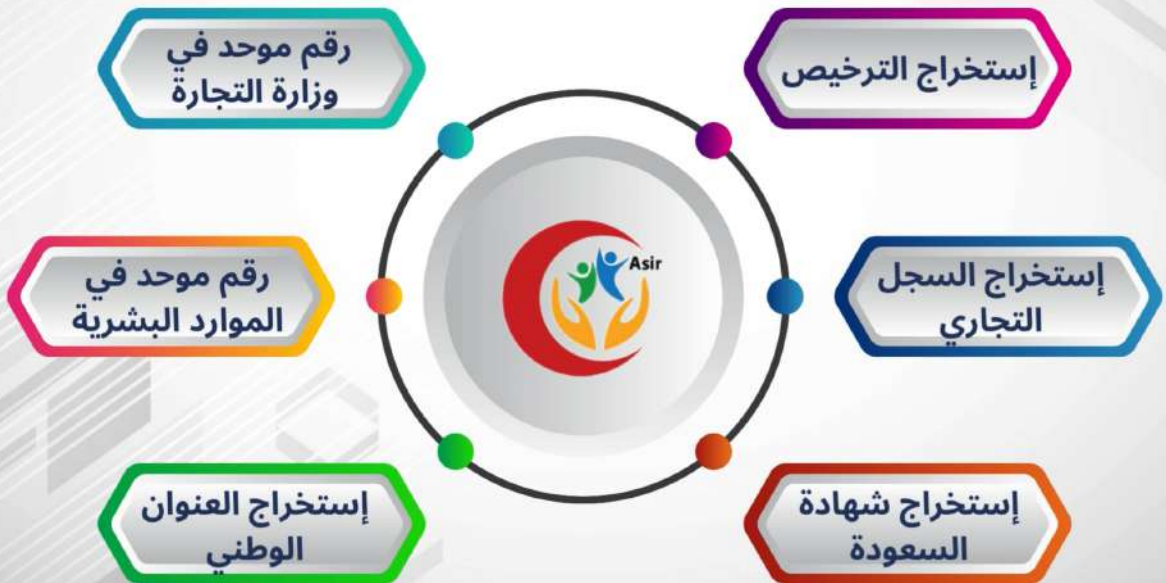 إستخراج الترخيص
رقم موحد في
وزارة التجارة
Asir
إستخراج السجل
التجاري
رقم موحد في
الموارد البشرية
إستخراج شهادة
السعودة
إستخراج العنوان
الوطني